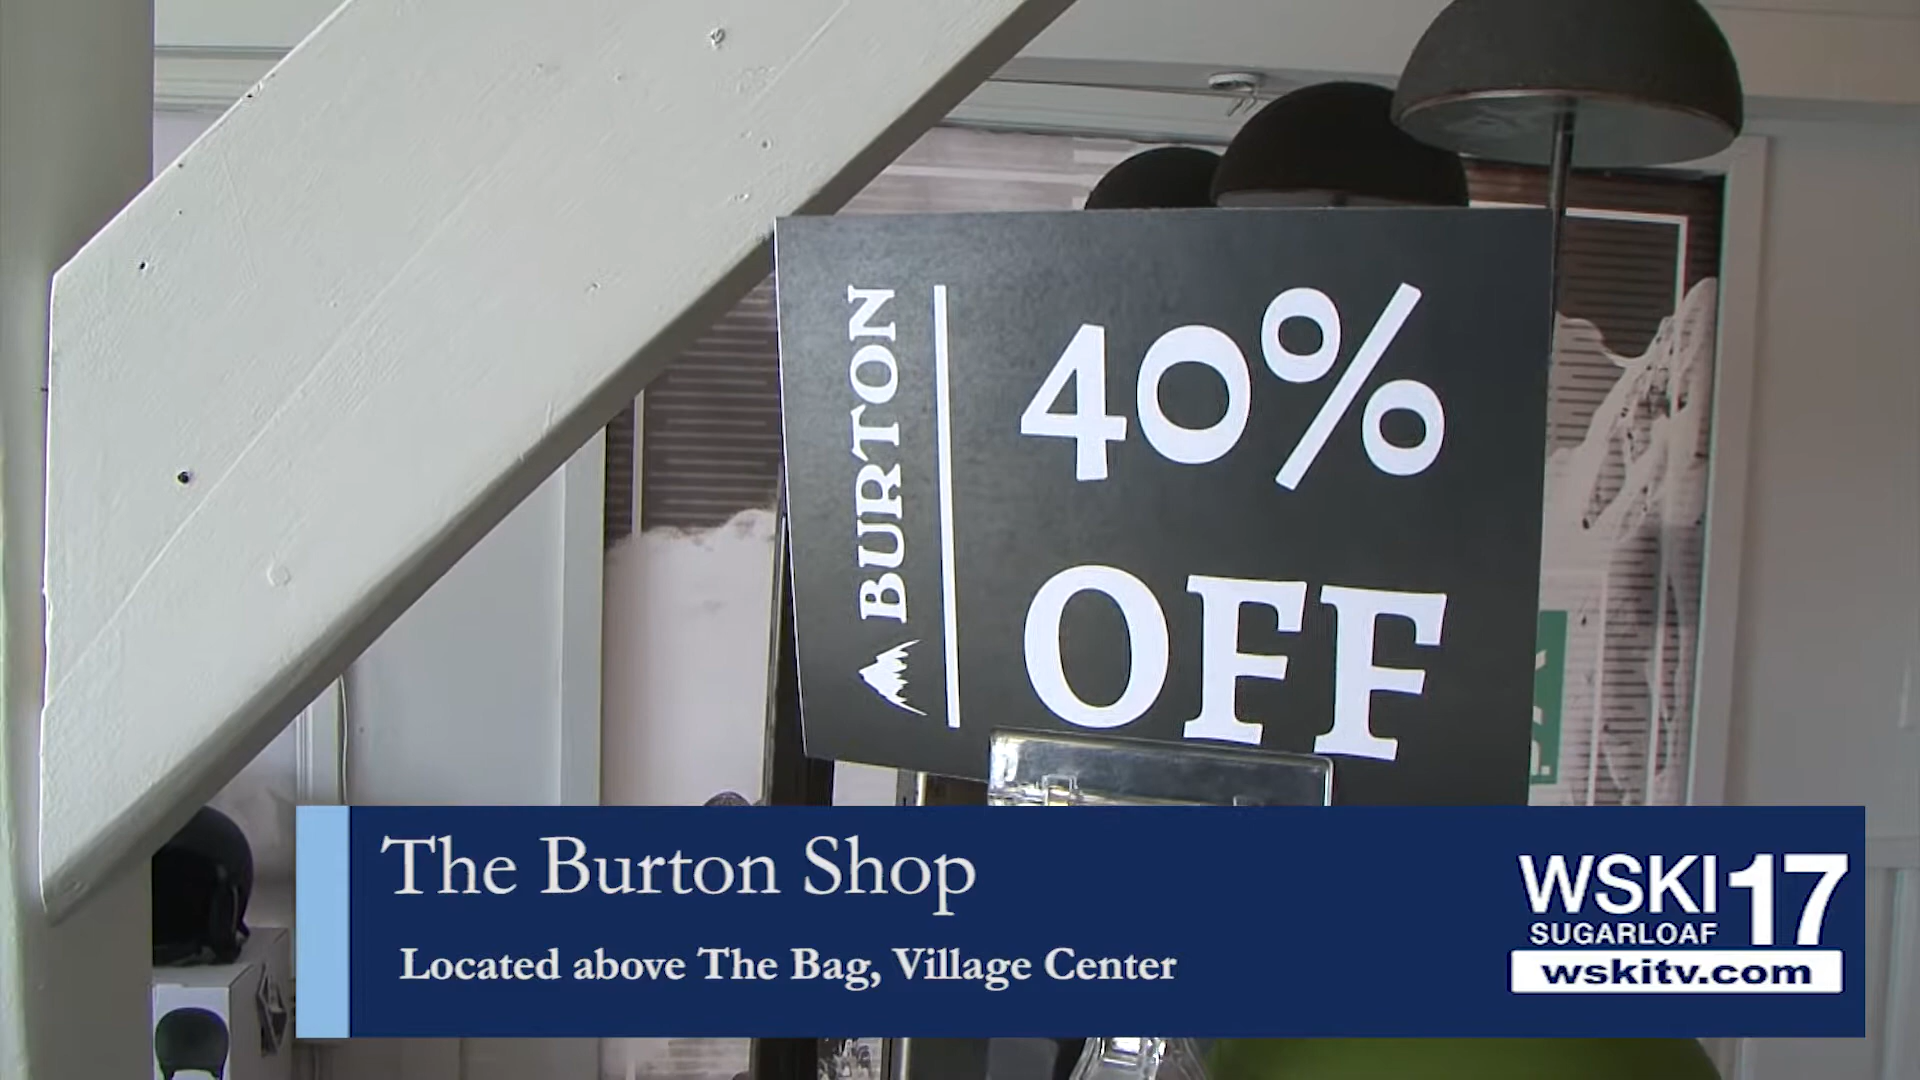 BURTON
40%
OFF
The Burton Shop
Located above The Bag, Village Center
WSKI 17
SUGARLOAF
wskitv.com